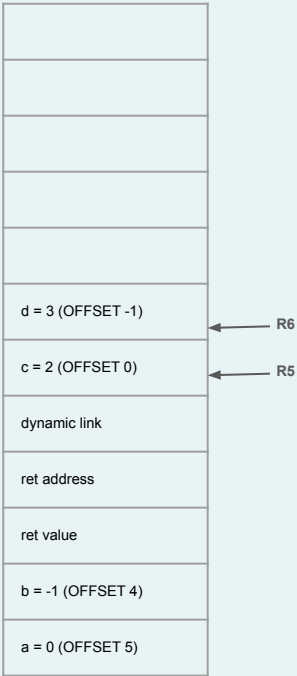 d = 3 (OFFSET -1)
R6
c = 2 (OFFSET 0)
R5
dynamic link
ret address
ret value
b = -1 (OFFSET 4)
a = 0 (OFFSET 5)